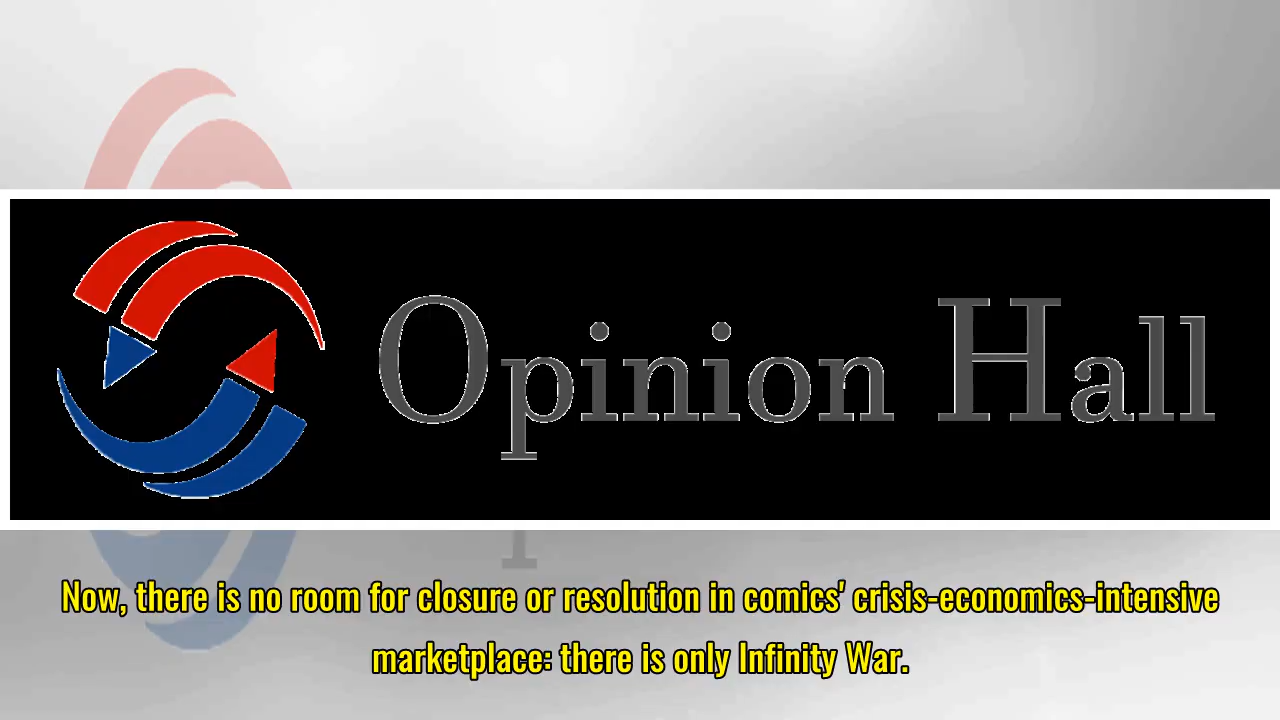 Opinion Hall
Now, there is no room for closure or resolution in comics' crisis-economics-intensive
marketplace: there is only Infinity War.